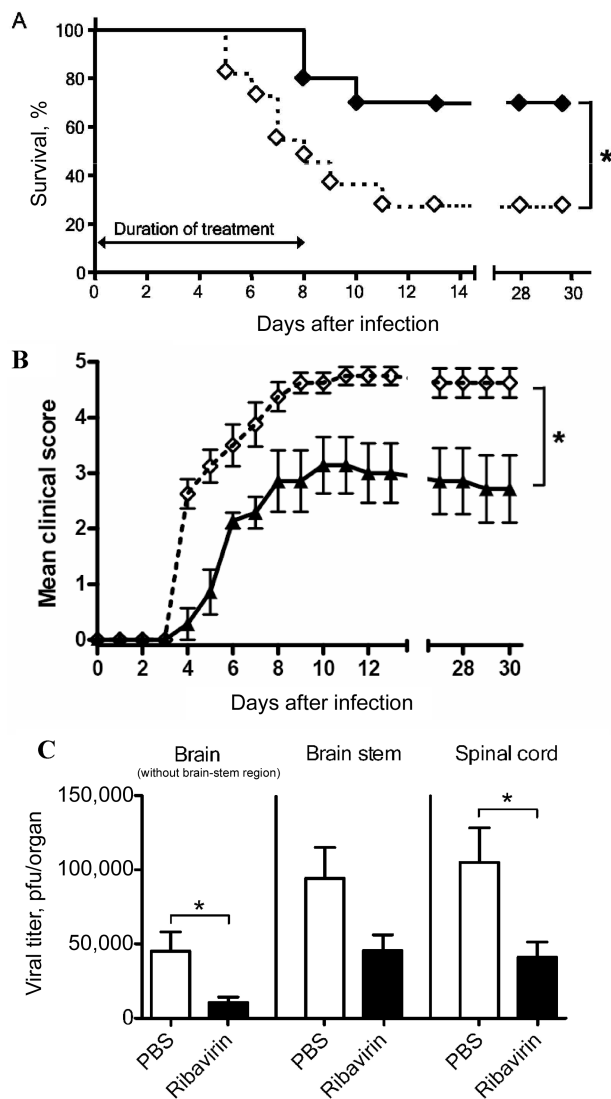 A
100
80
60
40
20
0
Survival, %
Duration of treatment
*
0 2 4 6 8 10 12 14 28 30
Days after infection
B
5
4
3
2
1
0
Mean clinical score
*
0 2 4 6 8 10 12 28 30
Days after infection
C
Brain Brain stem Spinal cord
(without brain-stem region)
150,000
100,000
50,000
0
Viral titer, pfu/organ
* *
PBS Ribavirin PBS Ribavirin PBS Ribavirin